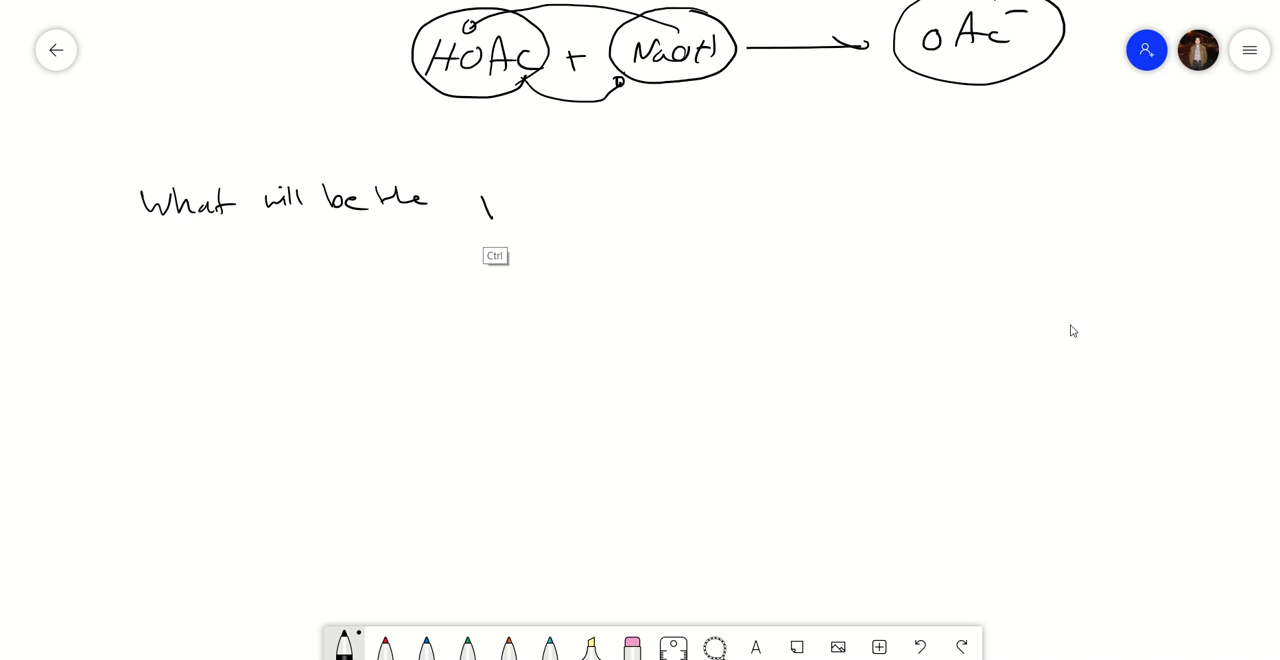 HOAc + NaOH → OAc⁻
What will be the
Ctrl
A